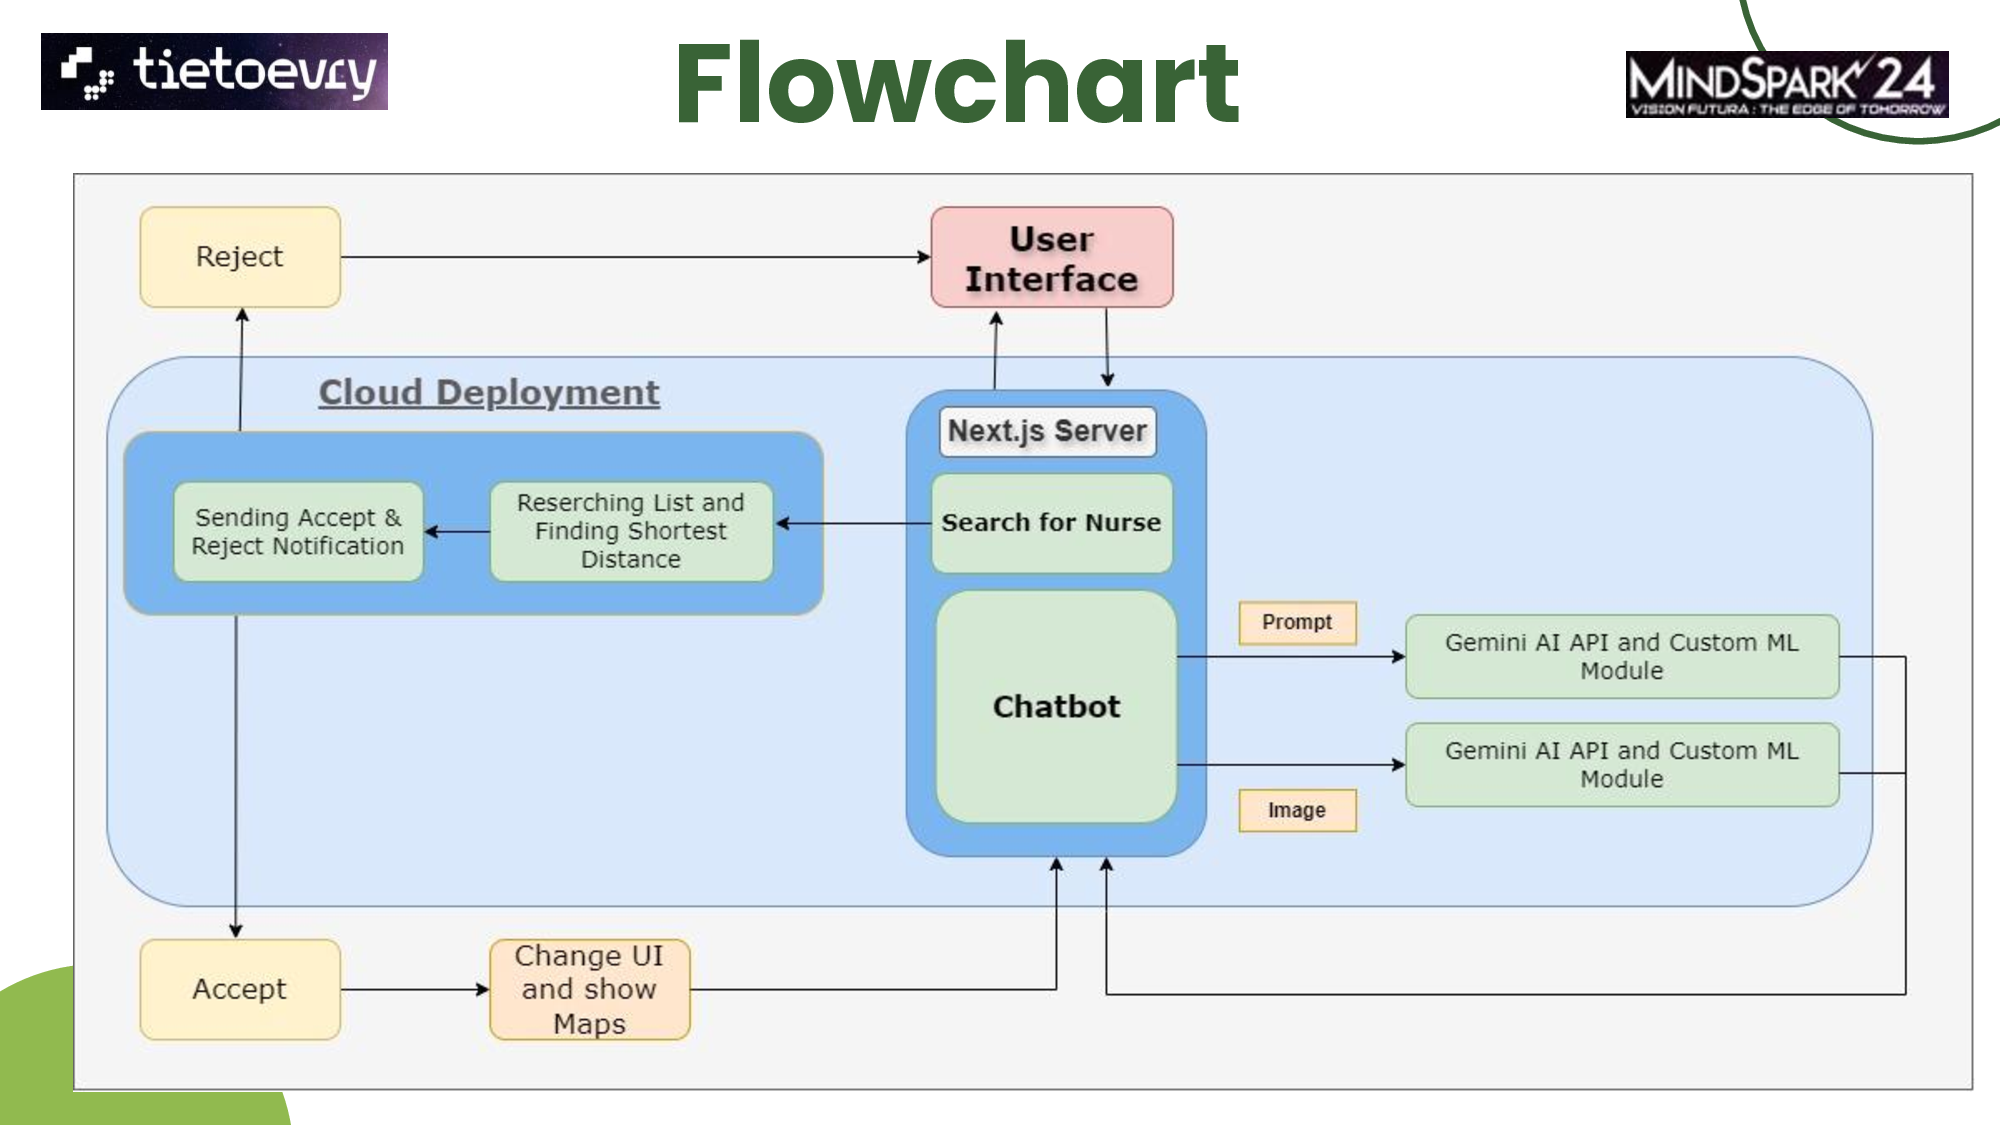 tietoevry
Flowchart
MINDSPARK'24
VISION FUTURA : THE EDGE OF TOMORROW
Reject
User
Interface
Cloud Deployment
Next.js Server
Sending Accept &
Reject Notification
Reserching List and
Finding Shortest
Distance
Search for Nurse
Chatbot
Prompt
Gemini AI API and Custom ML
Module
Gemini AI API and Custom ML
Module
Image
Accept
Change UI
and show
Maps